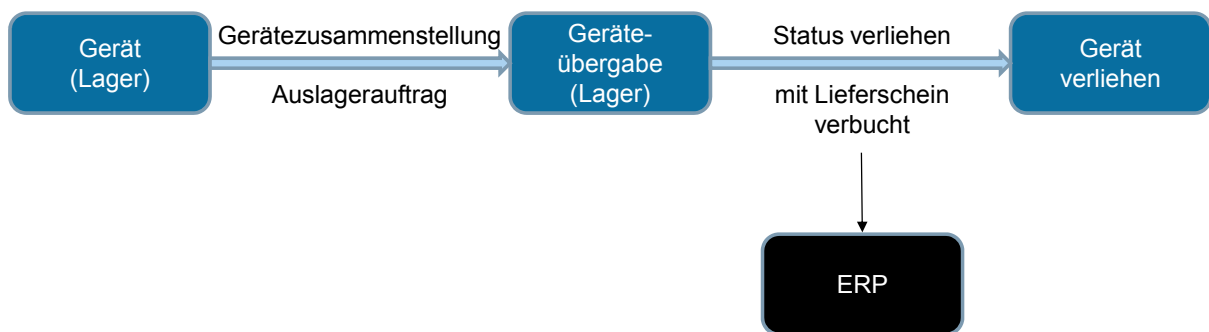 Gerät
(Lager)
Gerätezusammenstellung
Auslagerauftrag
Geräte-
übergabe
(Lager)
Status verliehen
mit Lieferschein
verbucht
Gerät
verliehen
ERP